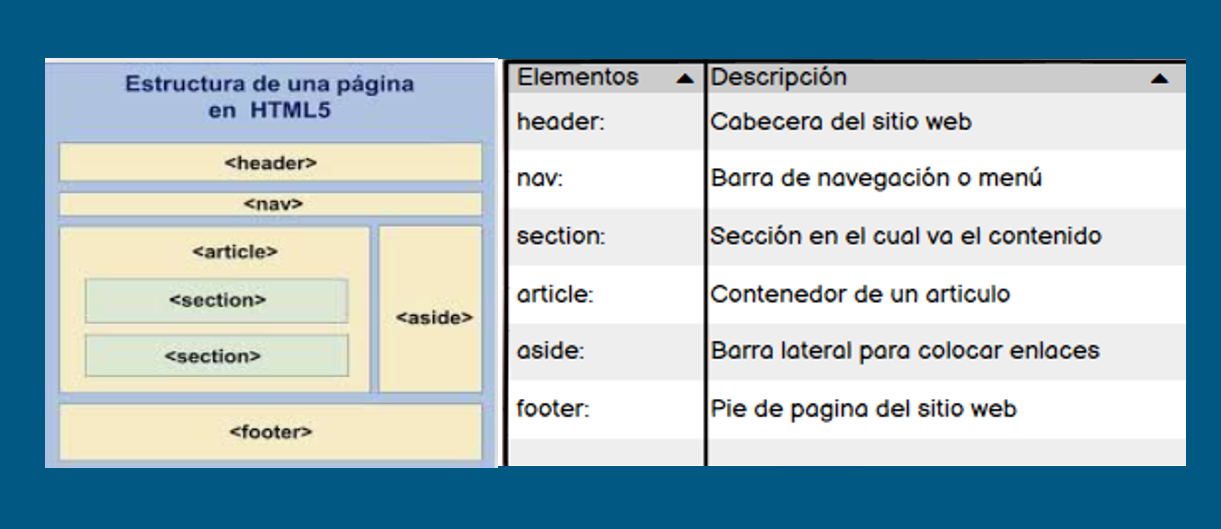 Estructura de una página
en HTML5
<header>
<nav>
<article>
<section>
<section>
<aside>
<footer>
Elementos ▲ Descripción ▲
header: Cabecera del sitio web
nav: Barra de navegación o menú
section: Sección en el cual va el contenido
article: Contenedor de un articulo
aside: Barra lateral para colocar enlaces
footer: Pie de pagina del sitio web